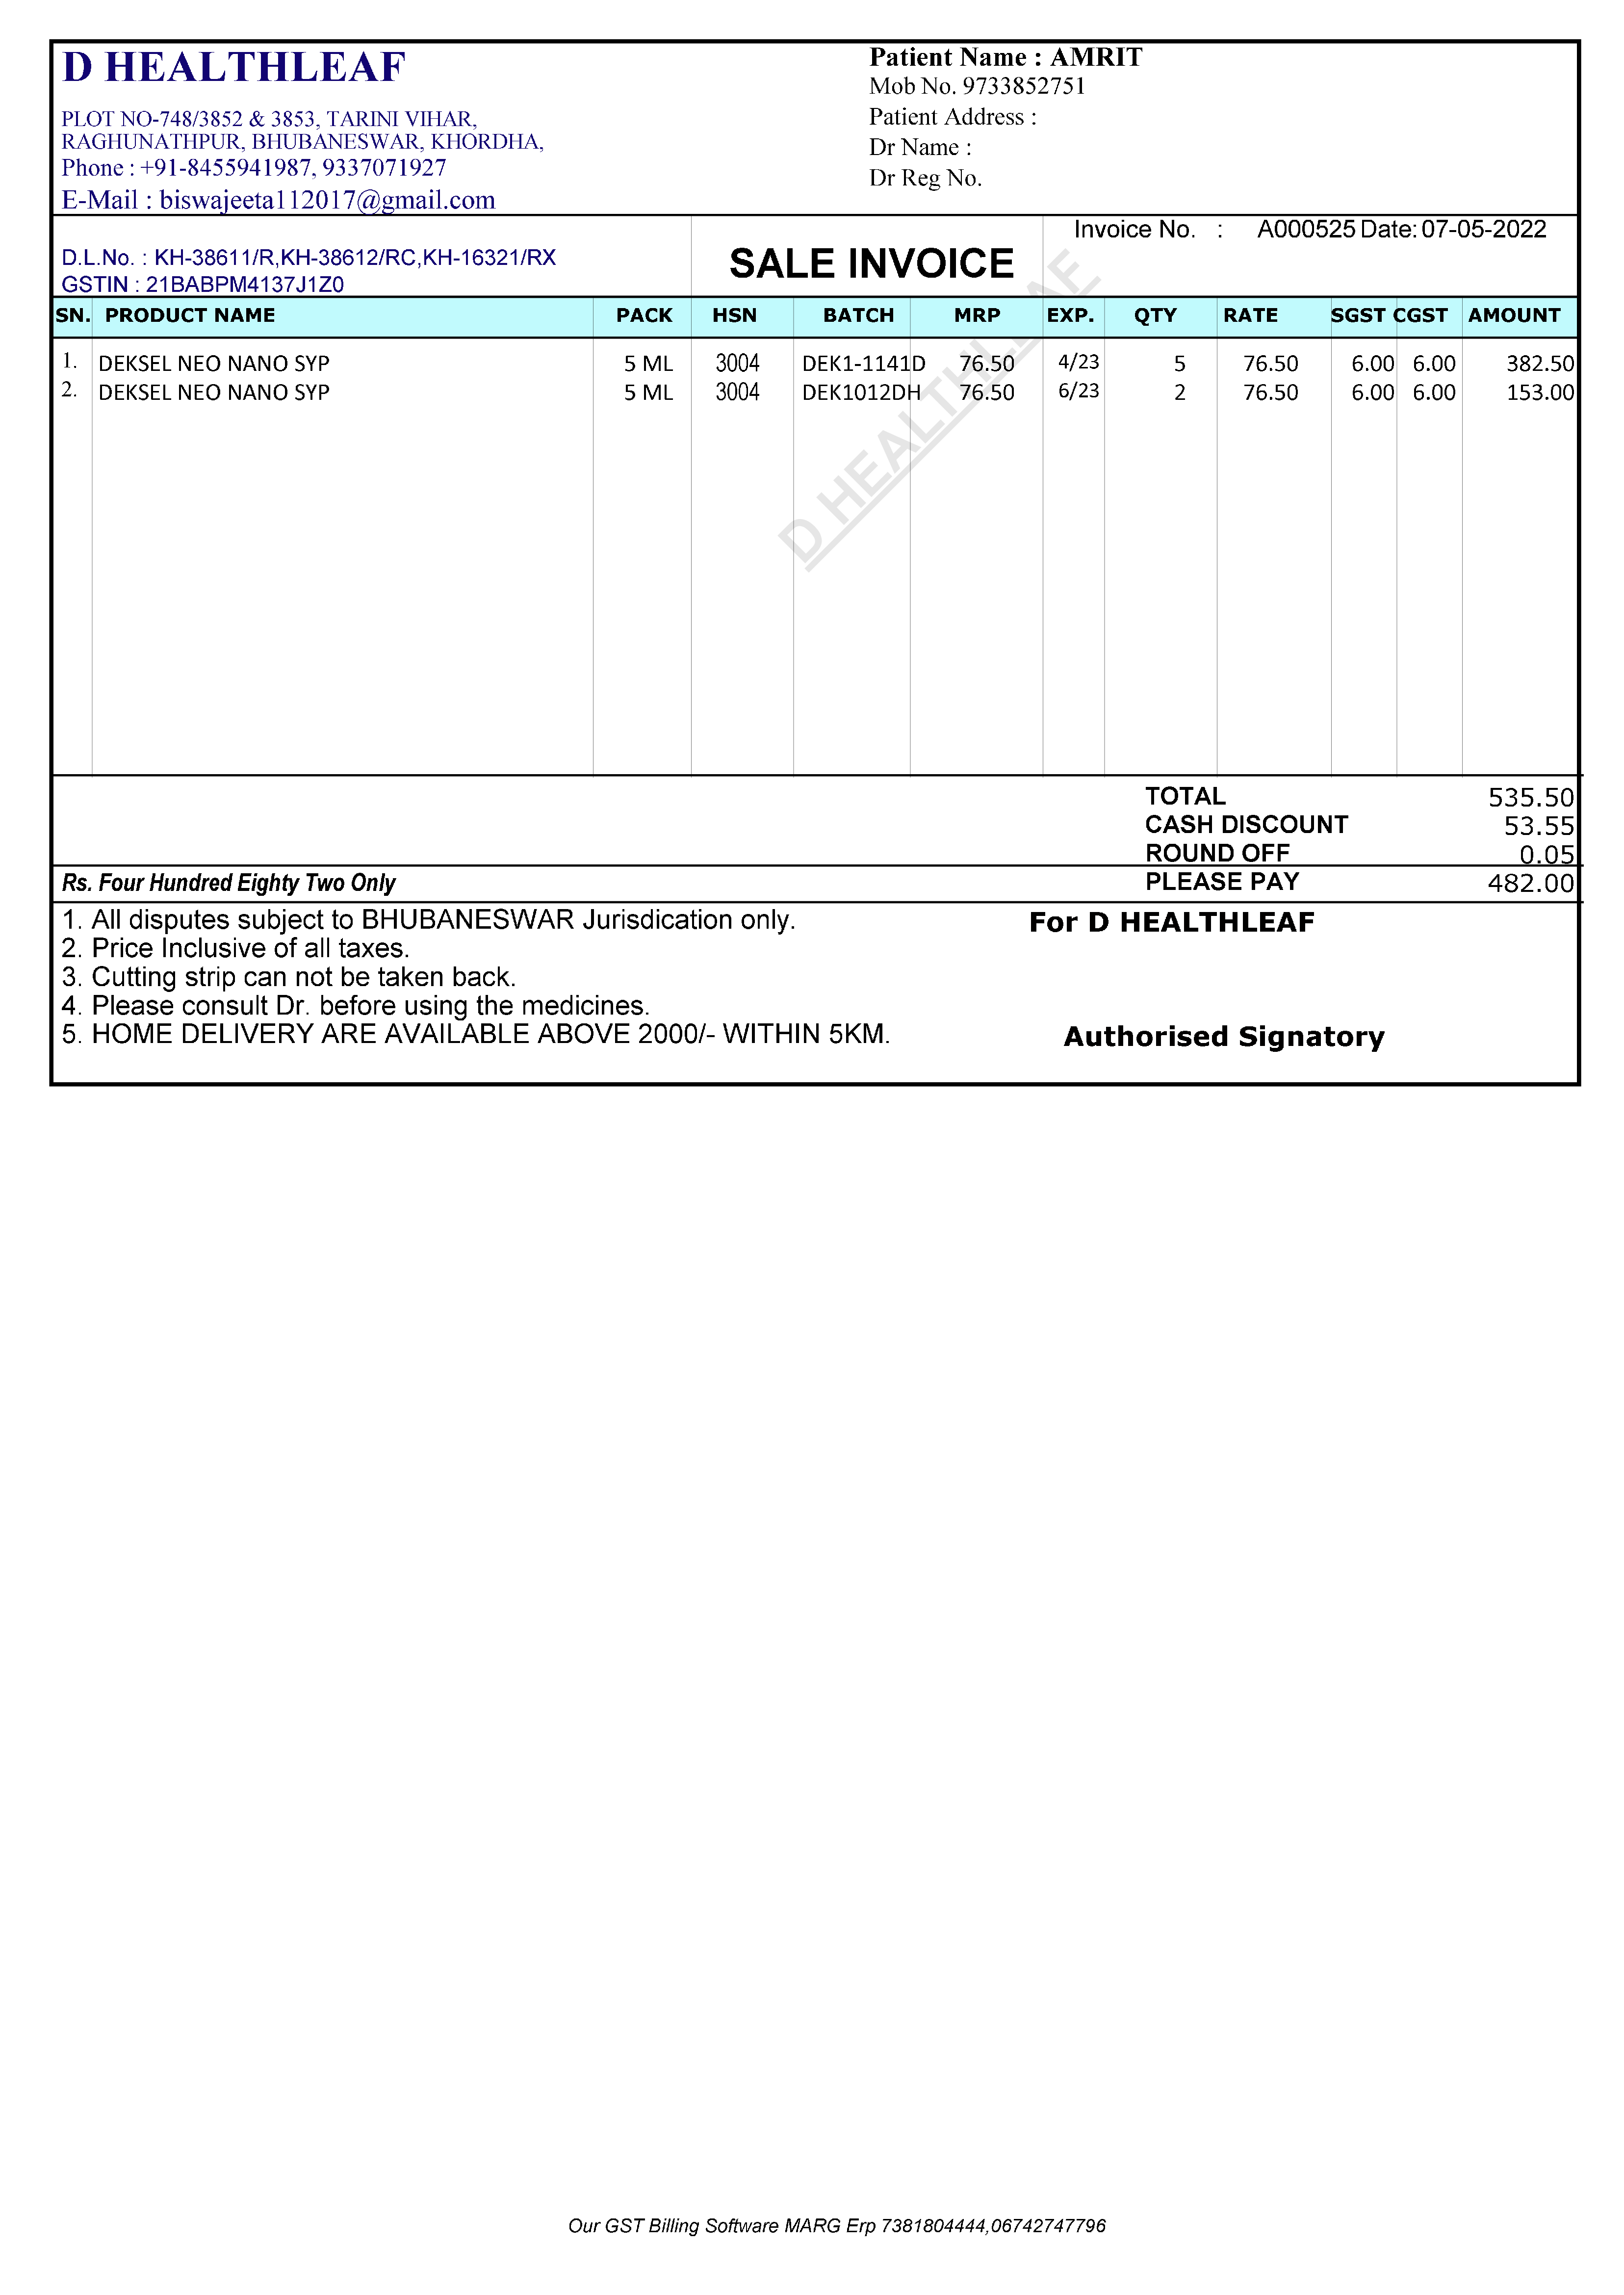 D HEALTHLEAF
PLOT NO-748/3852 & 3853, TARINI VIHAR,
RAGHUNATHPUR, BHUBANESWAR, KHORDHA,
Phone : +91-8455941987, 9337071927
E-Mail : biswajeeta112017@gmail.com
Patient Name : AMRIT
Mob No. 9733852751
Patient Address :
Dr Name :
Dr Reg No.
D.L.No. : KH-38611/R,KH-38612/RC,KH-16321/RX
GSTIN : 21BABPM4137J1Z0
SALE INVOICE
Invoice No. : A000525 Date: 07-05-2022
SN. PRODUCT NAME PACK HSN BATCH MRP EXP. QTY RATE SGST CGST AMOUNT
1. DEKSEL NEO NANO SYP 5 ML 3004 DEK1-1141D 76.50 4/23 5 76.50 6.00 6.00 382.50
2. DEKSEL NEO NANO SYP 5 ML 3004 DEK1012DH 76.50 6/23 2 76.50 6.00 6.00 153.00
D HEALTHLEAF
TOTAL 535.50
CASH DISCOUNT 53.55
ROUND OFF 0.05
Rs. Four Hundred Eighty Two Only PLEASE PAY 482.00
1. All disputes subject to BHUBANESWAR Jurisdication only.
2. Price Inclusive of all taxes.
3. Cutting strip can not be taken back.
4. Please consult Dr. before using the medicines.
5. HOME DELIVERY ARE AVAILABLE ABOVE 2000/- WITHIN 5KM.
For D HEALTHLEAF
Authorised Signatory
Our GST Billing Software MARG Erp 7381804444,06742747796